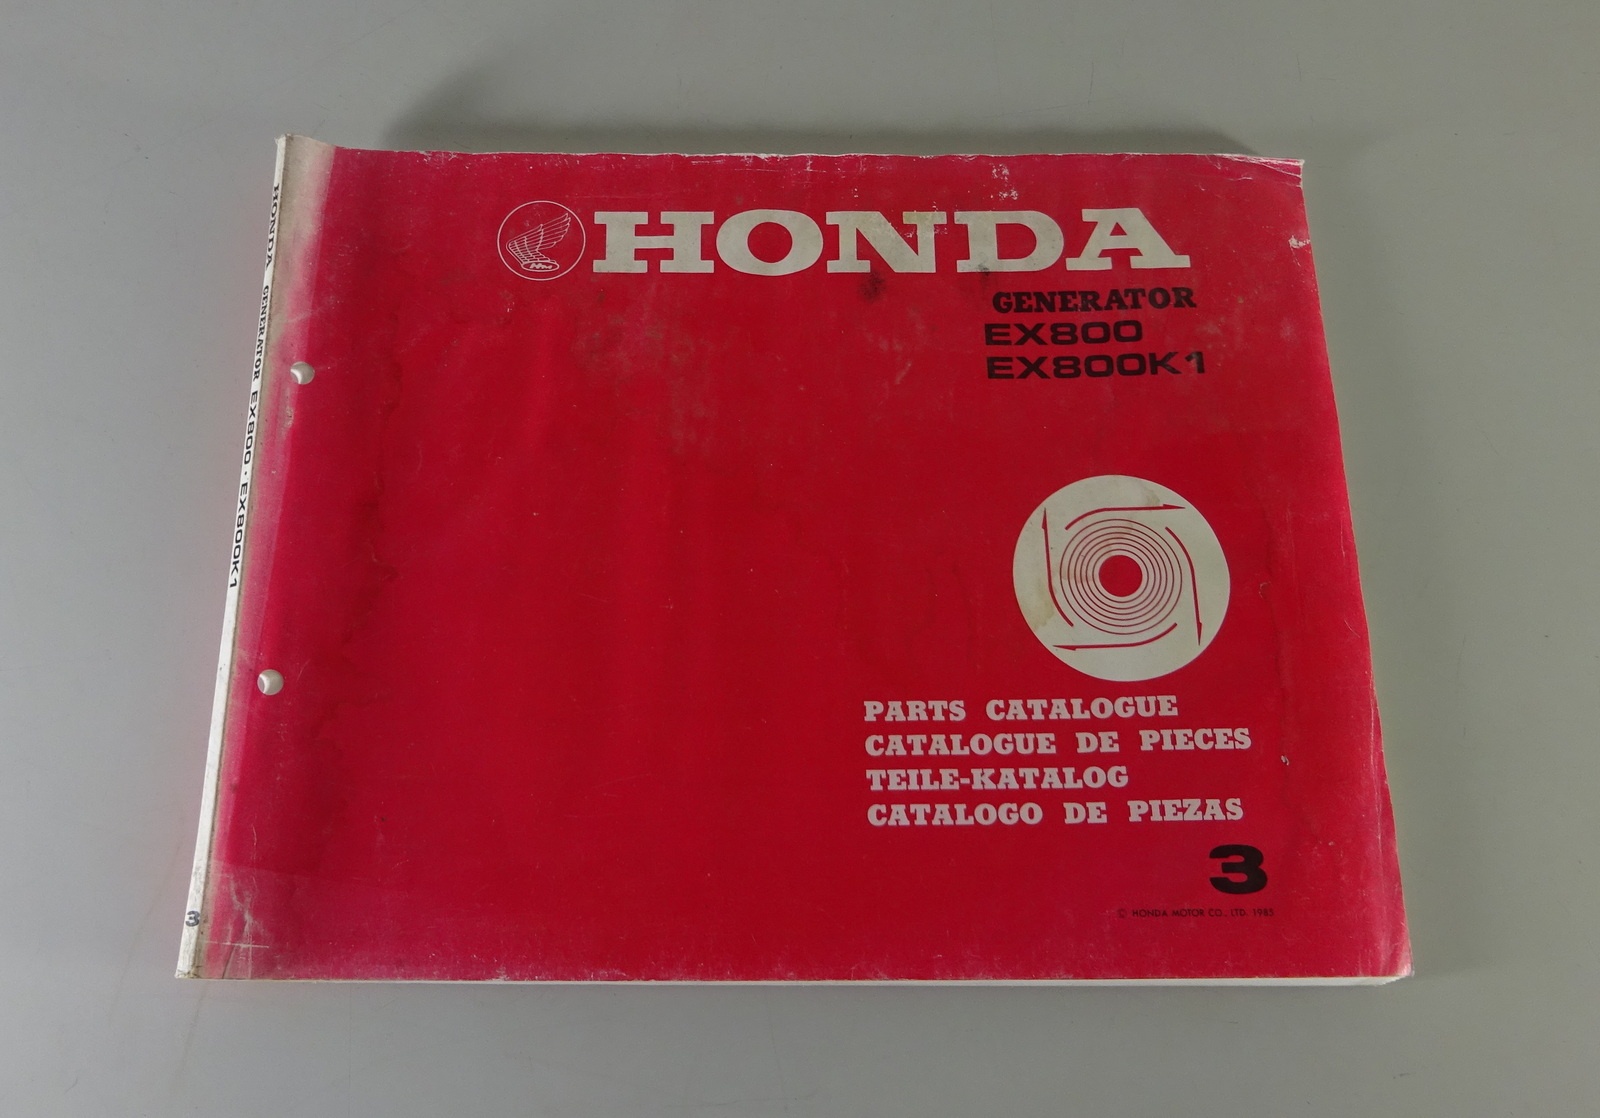 HONDA
GENERATOR
EX800
EX800K1
PARTS CATALOGUE
CATALOGUE DE PIECES
TEILE-KATALOG
CATALOGO DE PIEZAS
3
© HONDA MOTOR CO., LTD. 1985
HONDA GENERATOR EX800 · EX800K1
3